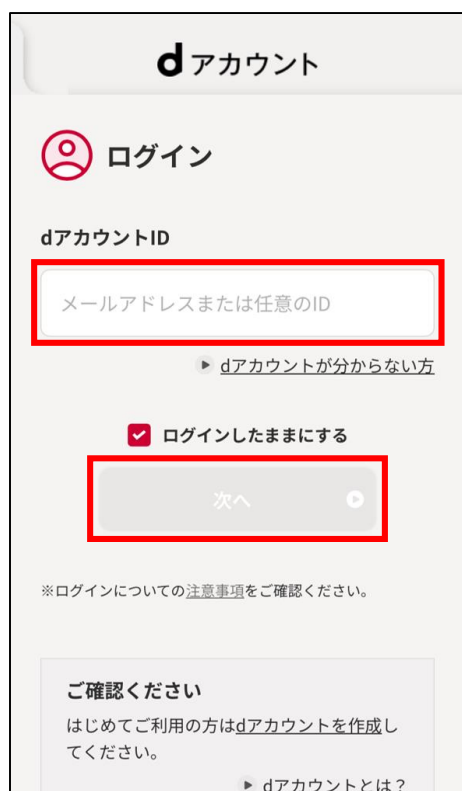 dアカウント
ログイン
dアカウントID
メールアドレスまたは任意のID
dアカウントが分からない方
ログインしたままにする
次へ
※ログインについての注意事項をご確認ください。
ご確認ください
はじめてご利用の方はdアカウントを作成し
てください。
dアカウントとは？